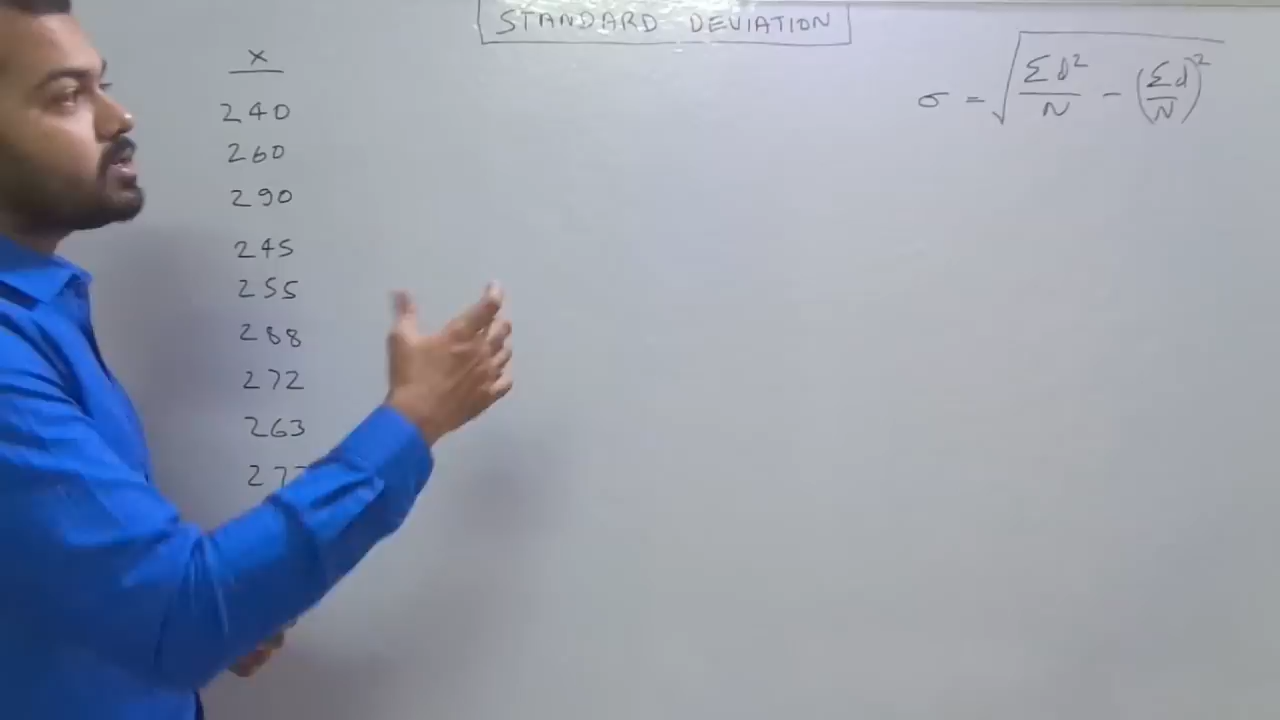 STANDARD DEVIATION
x
240
260
290
245
255
288
272
263
σ = √(Σd²/N - (Σd/N)²)